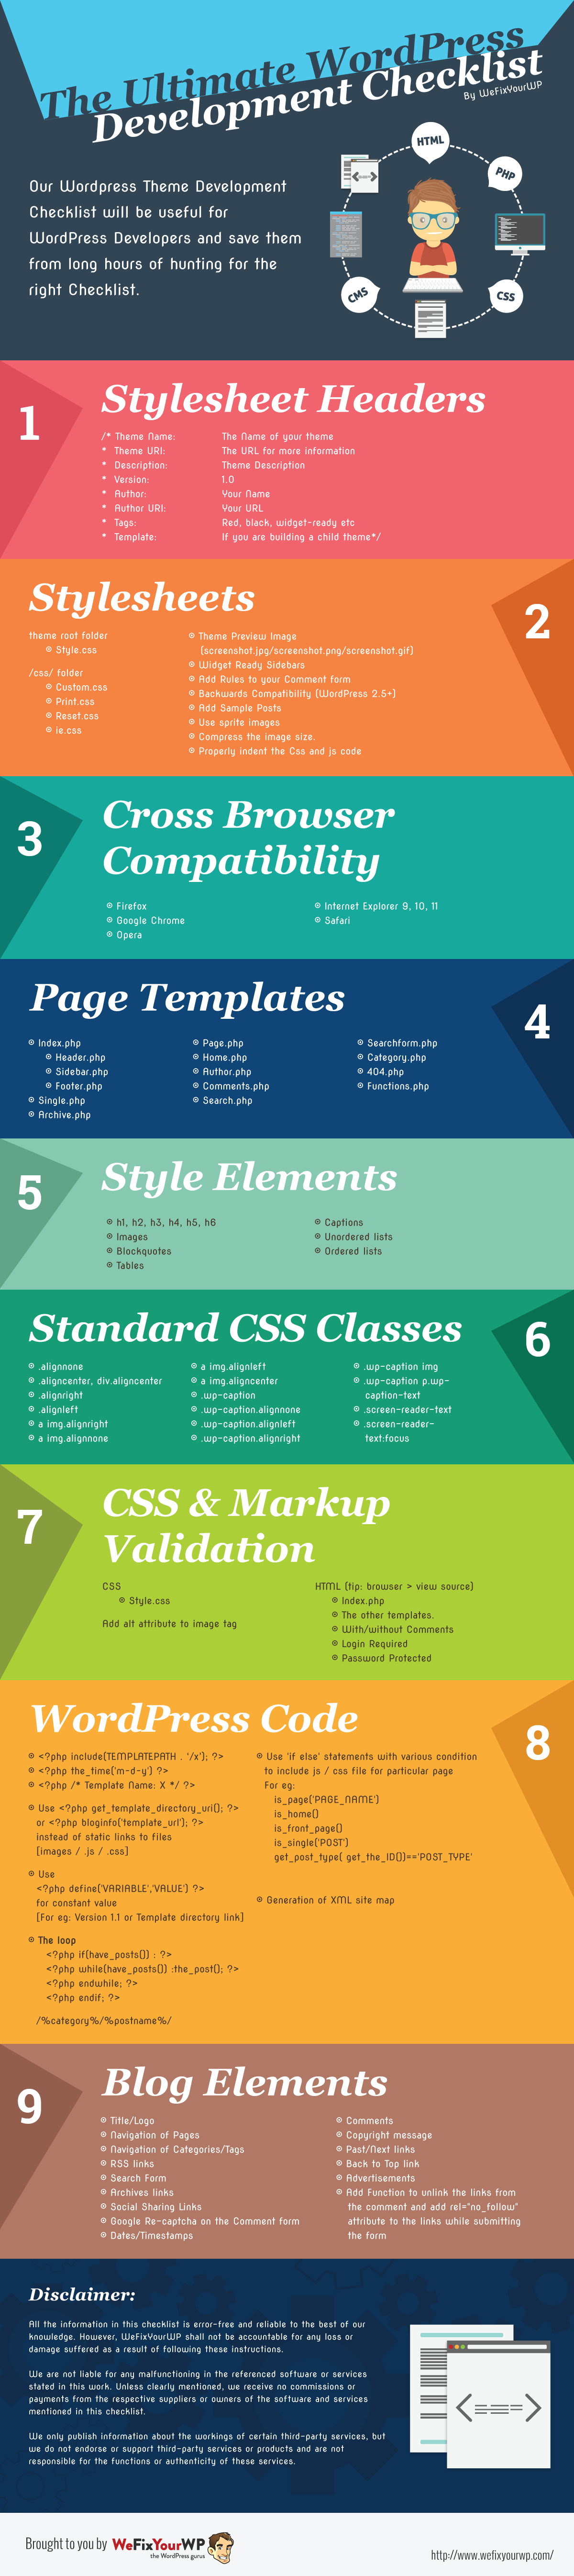 The Ultimate WordPress
Development Checklist
By WeFixYourWP
Our Wordpress Theme Development
Checklist will be useful for
WordPress Developers and save them
from long hours of hunting for the
right Checklist.
HTML
PHP
CSS
CMS
1
Stylesheet Headers
/* Theme Name: The Name of your theme
* Theme URI: The URL for more information
* Description: Theme Description
* Version: 1.0
* Author: Your Name
* Author URI: Your URL
* Tags: Red, black, widget-ready etc
* Template: If you are building a child theme*/
2
Stylesheets
theme root folder
Style.css
/css/ folder
Custom.css
Print.css
Reset.css
ie.css
Theme Preview Image
(screenshot.jpg/screenshot.png/screenshot.gif)
Widget Ready Sidebars
Add Rules to your Comment form
Backwards Compatibility (WordPress 2.5+)
Add Sample Posts
Use sprite images
Compress the image size.
Properly indent the Css and js code
3
Cross Browser
Compatibility
Firefox
Google Chrome
Opera
Internet Explorer 9, 10, 11
Safari
4
Page Templates
Index.php
Header.php
Sidebar.php
Footer.php
Single.php
Archive.php
Page.php
Home.php
Author.php
Comments.php
Search.php
Searchform.php
Category.php
404.php
Functions.php
5
Style Elements
h1, h2, h3, h4, h5, h6
Images
Blockquotes
Tables
Captions
Unordered lists
Ordered lists
6
Standard CSS Classes
.alignnone
.aligncenter, div.aligncenter
.alignright
.alignleft
a img.alignright
a img.alignnone
a img.alignleft
a img.aligncenter
.wp-caption
.wp-caption.alignnone
.wp-caption.alignleft
.wp-caption.alignright
.wp-caption img
.wp-caption p.wp-
caption-text
.screen-reader-text
.screen-reader-
text:focus
7
CSS & Markup
Validation
CSS
Style.css
Add alt attribute to image tag
HTML (tip: browser > view source)
Index.php
The other templates.
With/without Comments
Login Required
Password Protected
8
WordPress Code
<?php include(TEMPLATEPATH . '/x'); ?>
<?php the_time('m-d-y') ?>
<?php /* Template Name: X */ ?>
Use <?php get_template_directory_uri(); ?>
or <?php bloginfo('template_url'); ?>
instead of static links to files
[images / .js / .css]
Use
<?php define('VARIABLE','VALUE') ?>
for constant value
[For eg: Version 1.1 or Template directory link]
The loop
<?php if(have_posts()) : ?>
<?php while(have_posts()) :the_post(); ?>
<?php endwhile; ?>
<?php endif; ?>
/%category%/%postname%/
Use 'if else' statements with various condition
to include js / css file for particular page
For eg:
is_page('PAGE_NAME')
is_home()
is_front_page()
is_single('POST')
get_post_type( get_the_ID())=='POST_TYPE'
Generation of XML site map
9
Blog Elements
Title/Logo
Navigation of Pages
Navigation of Categories/Tags
RSS links
Search Form
Archives links
Social Sharing Links
Google Re-captcha on the Comment form
Dates/Timestamps
Comments
Copyright message
Past/Next links
Back to Top link
Advertisements
Add Function to unlink the links from
the comment and add rel="no_follow"
attribute to the links while submitting
the form
Disclaimer:
All the information in this checklist is error-free and reliable to the best of our
knowledge. However, WeFixYourWP shall not be accountable for any loss or
damage suffered as a result of following these instructions.
We are not liable for any malfunctioning in the referenced software or services
stated in this work. Unless clearly mentioned, we receive no commissions or
payments from the respective suppliers or owners of the software and services
mentioned in this checklist.
We only publish information about the workings of certain third-party services, but
we do not endorse or support third-party services or products and are not
responsible for the functions or authenticity of these services.
Brought to you by WeFixYourWP
the WordPress gurus
http://www.wefixyourwp.com/